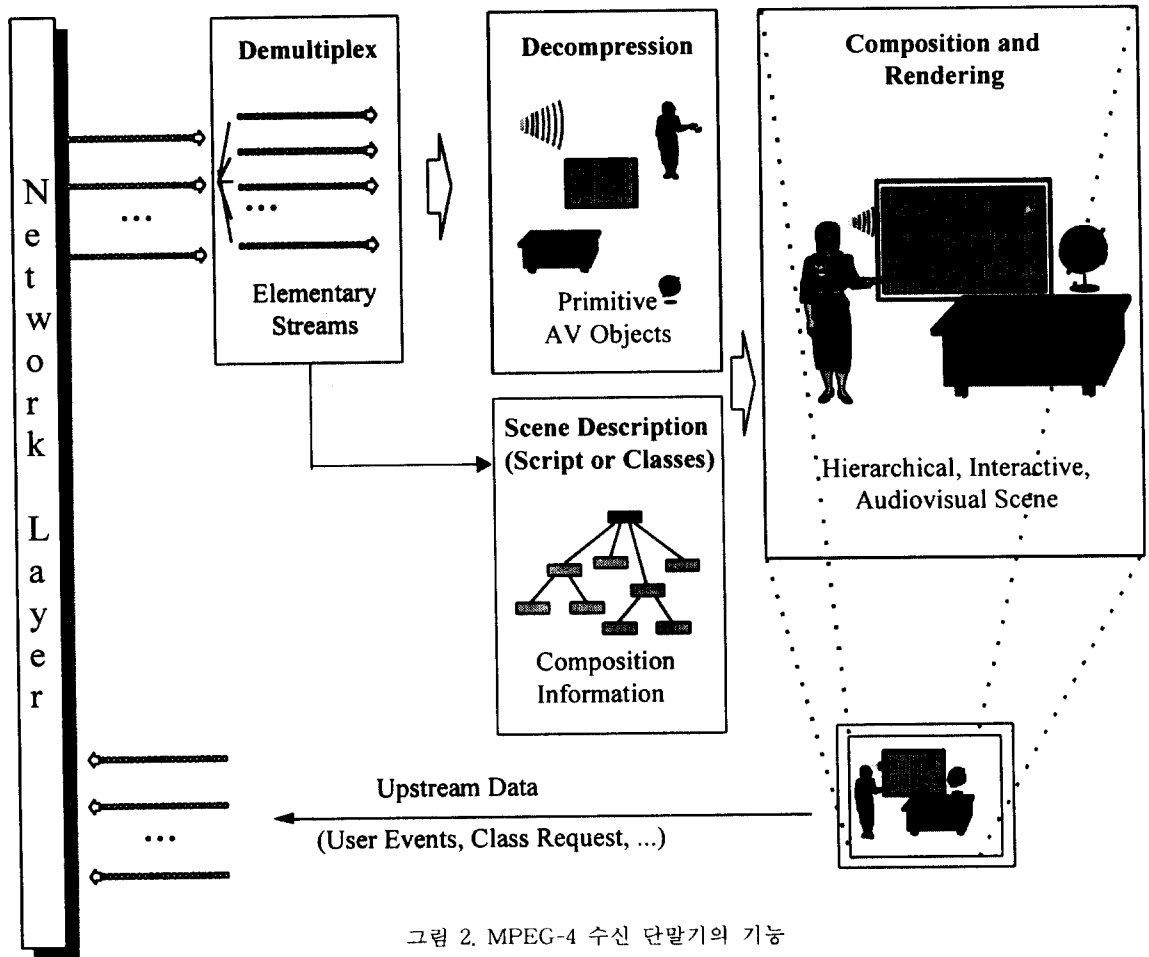 Network Layer
Demultiplex
...
...
Elementary
Streams
Decompression
Primitive
AV Objects
Scene Description
(Script or Classes)
Composition
Information
Composition and
Rendering
Hierarchical, Interactive,
Audiovisual Scene
Upstream Data
(User Events, Class Request, ...)
...
그림 2. MPEG-4 수신 단말기의 기능